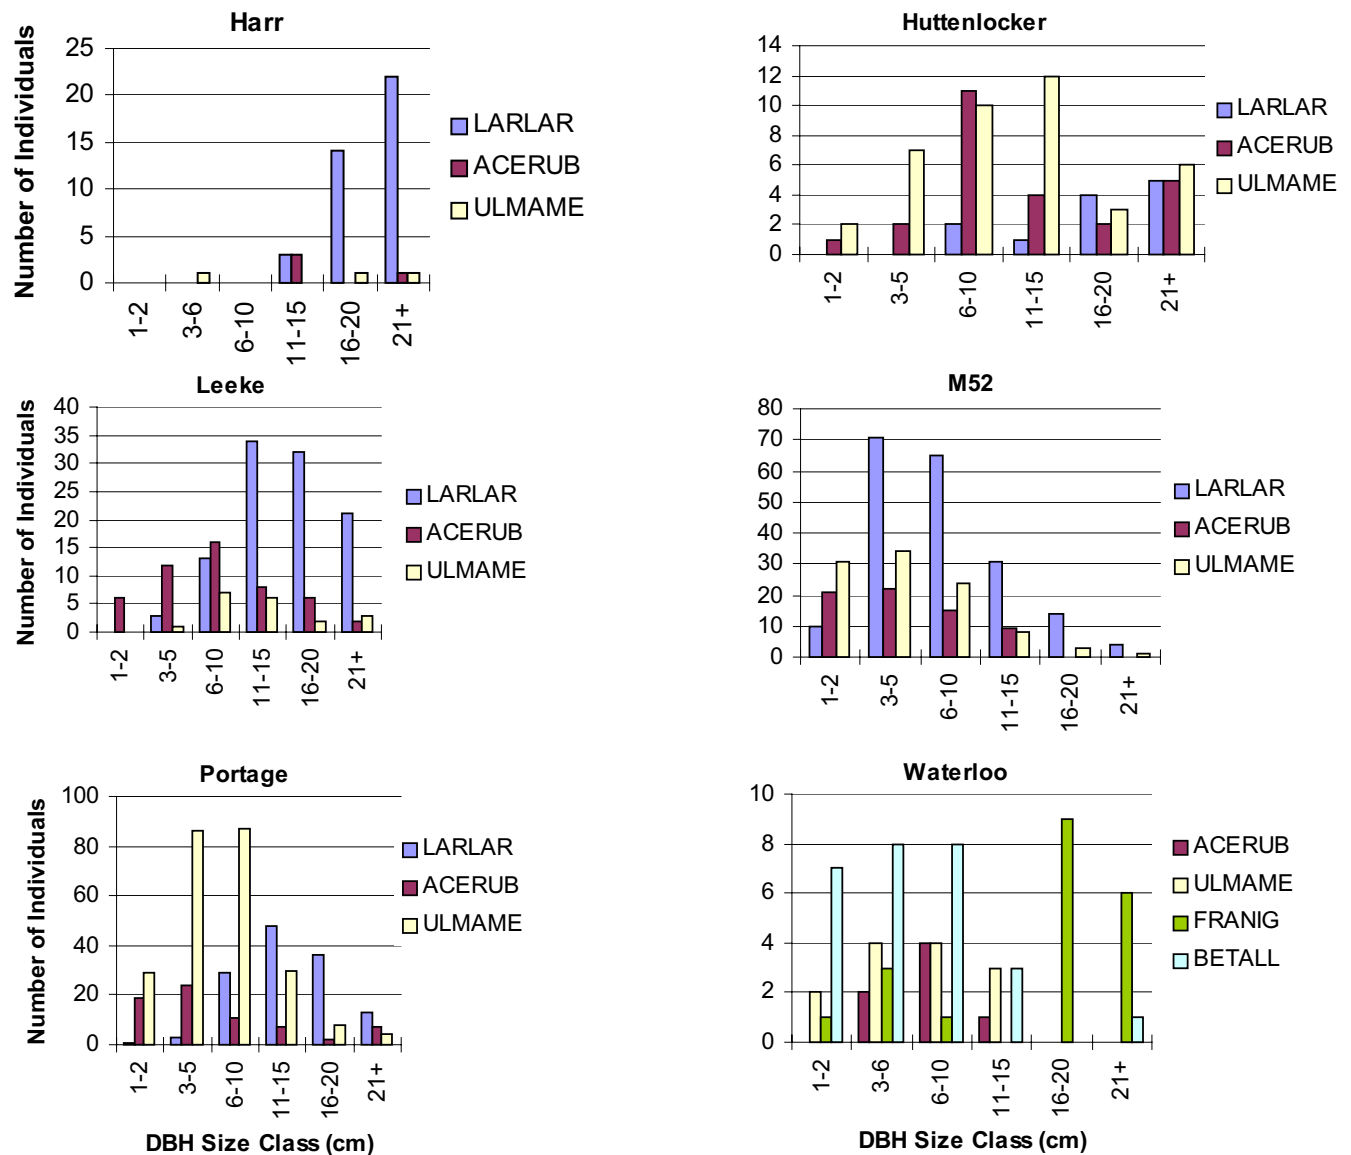 Harr
Number of Individuals
25
20
15
10
5
0
1-2
3-6
6-10
11-15
16-20
21+
LARLAR
ACERUB
ULMAME
Huttenlocker
14
12
10
8
6
4
2
0
1-2
3-5
6-10
11-15
16-20
21+
LARLAR
ACERUB
ULMAME
Leeke
Number of Individuals
40
35
30
25
20
15
10
5
0
1-2
3-5
6-10
11-15
16-20
21+
LARLAR
ACERUB
ULMAME
M52
80
70
60
50
40
30
20
10
0
1-2
3-5
6-10
11-15
16-20
21+
LARLAR
ACERUB
ULMAME
Portage
Number of Individuals
100
80
60
40
20
0
1-2
3-5
6-10
11-15
16-20
21+
DBH Size Class (cm)
LARLAR
ACERUB
ULMAME
Waterloo
10
8
6
4
2
0
1-2
3-6
6-10
11-15
16-20
21+
DBH Size Class (cm)
ACERUB
ULMAME
FRANIG
BETALL